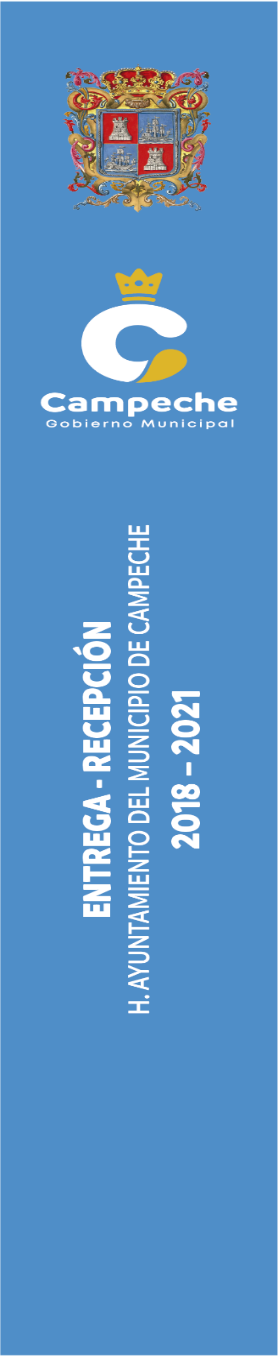 Campeche
Gobierno Municipal
ENTREGA - RECEPCIÓN
H. AYUNTAMIENTO DEL MUNICIPIO DE CAMPECHE
2018 – 2021